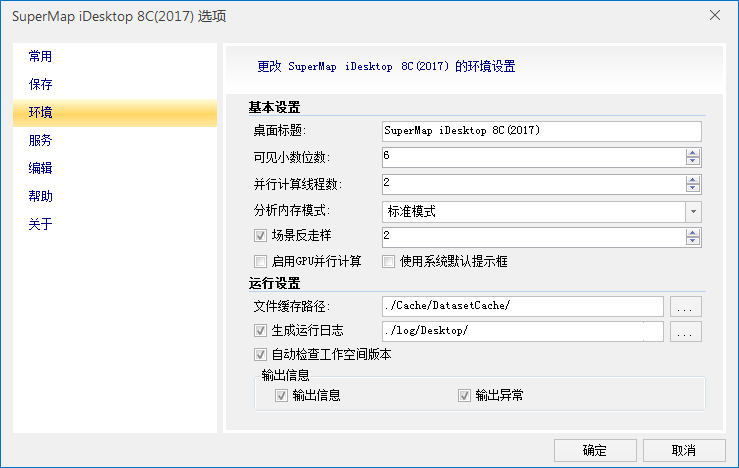 SuperMap iDesktop 8C(2017) 选项
常用
保存
环境
服务
编辑
帮助
关于
更改 SuperMap iDesktop 8C(2017) 的环境设置
基本设置
桌面标题: SuperMap iDesktop 8C(2017)
可见小数位数: 6
并行计算线程数: 2
分析内存模式: 标准模式
场景反走样 2
启用GPU并行计算 使用系统默认提示框
运行设置
文件缓存路径: ./Cache/DatasetCache/ ...
生成运行日志 ./log/Desktop/ ...
自动检查工作空间版本
输出信息
输出信息 输出异常
确定 取消